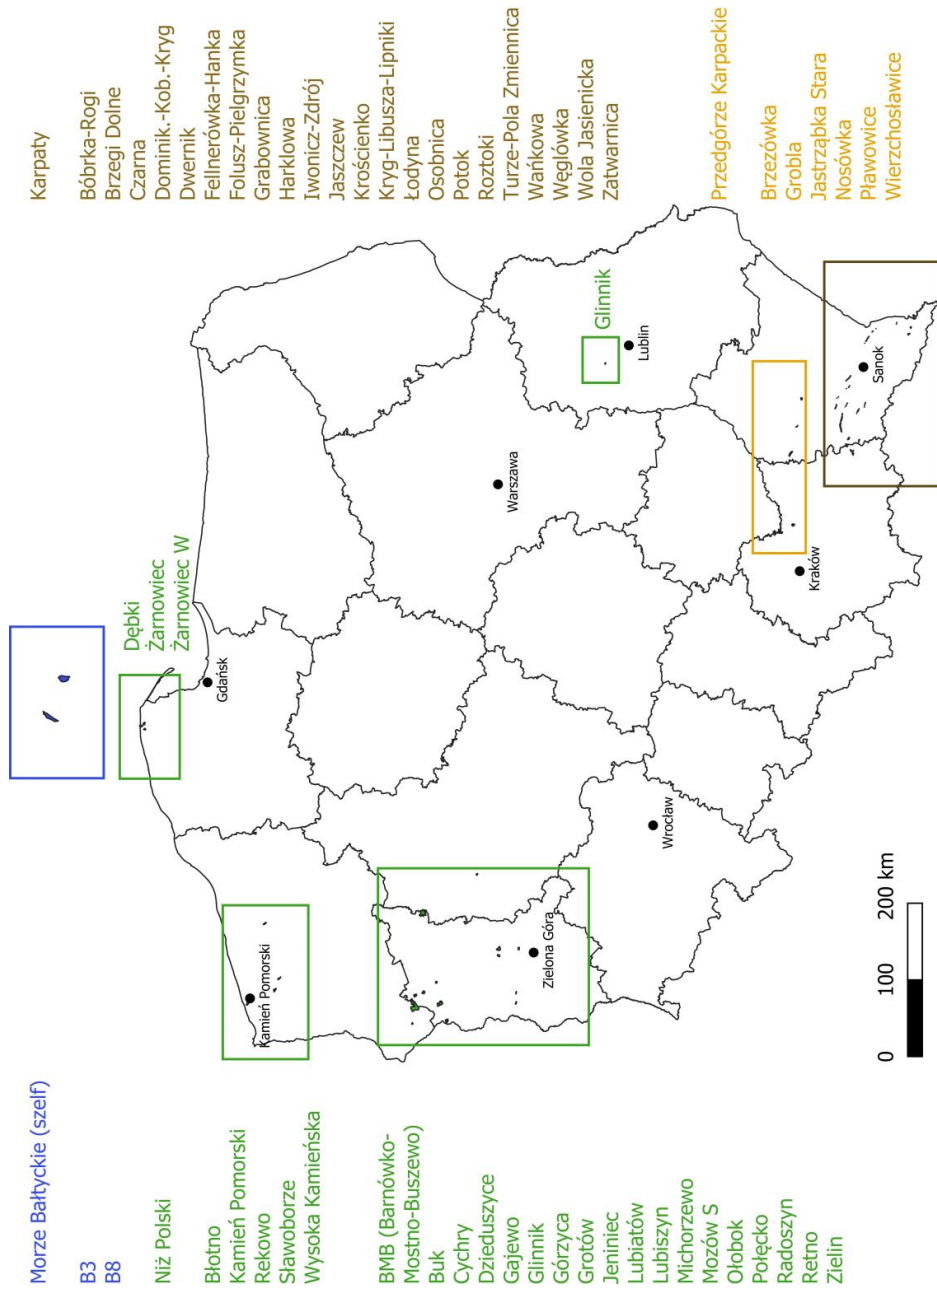 Morze Bałtyckie (szelf)
B3
B8
Niż Polski
Błotno
Kamień Pomorski
Rekowo
Sławoborze
Wysoka Kamieńska
BMB (Barnówko-
Mostno-Buszewo)
Buk
Cychry
Dzieduszyce
Gajewo
Glinnik
Górzyca
Grotów
Jeniniec
Lubiatów
Lubiszyn
Michorzewo
Mozów S
Ołobok
Połęcko
Radoszyn
Retno
Zielin
Dębki
Żarnowiec
Żarnowiec W
Gdańsk
Kamień Pomorski
Zielona Góra
Wrocław
Warszawa
Glinnik
Lublin
Kraków
Sanok
0 100 200 km
Karpaty
Bóbrka-Rogi
Brzegi Dolne
Czarna
Dominik.-Kob.-Kryg
Dwernik
Fellnerówka-Hanka
Folusz-Pielgrzymka
Grabownica
Harklowa
Iwonicz-Zdrój
Jaszczew
Krościenko
Kryg-Libusza-Lipniki
Łodyna
Osobnica
Potok
Roztoki
Turze-Pola Zmiennica
Wańkowa
Węglówka
Wola Jasienicka
Zatwarnica
Przedgórze Karpackie
Brzezówka
Grobla
Jastrząbka Stara
Nosówka
Pławowice
Wierzchosławice